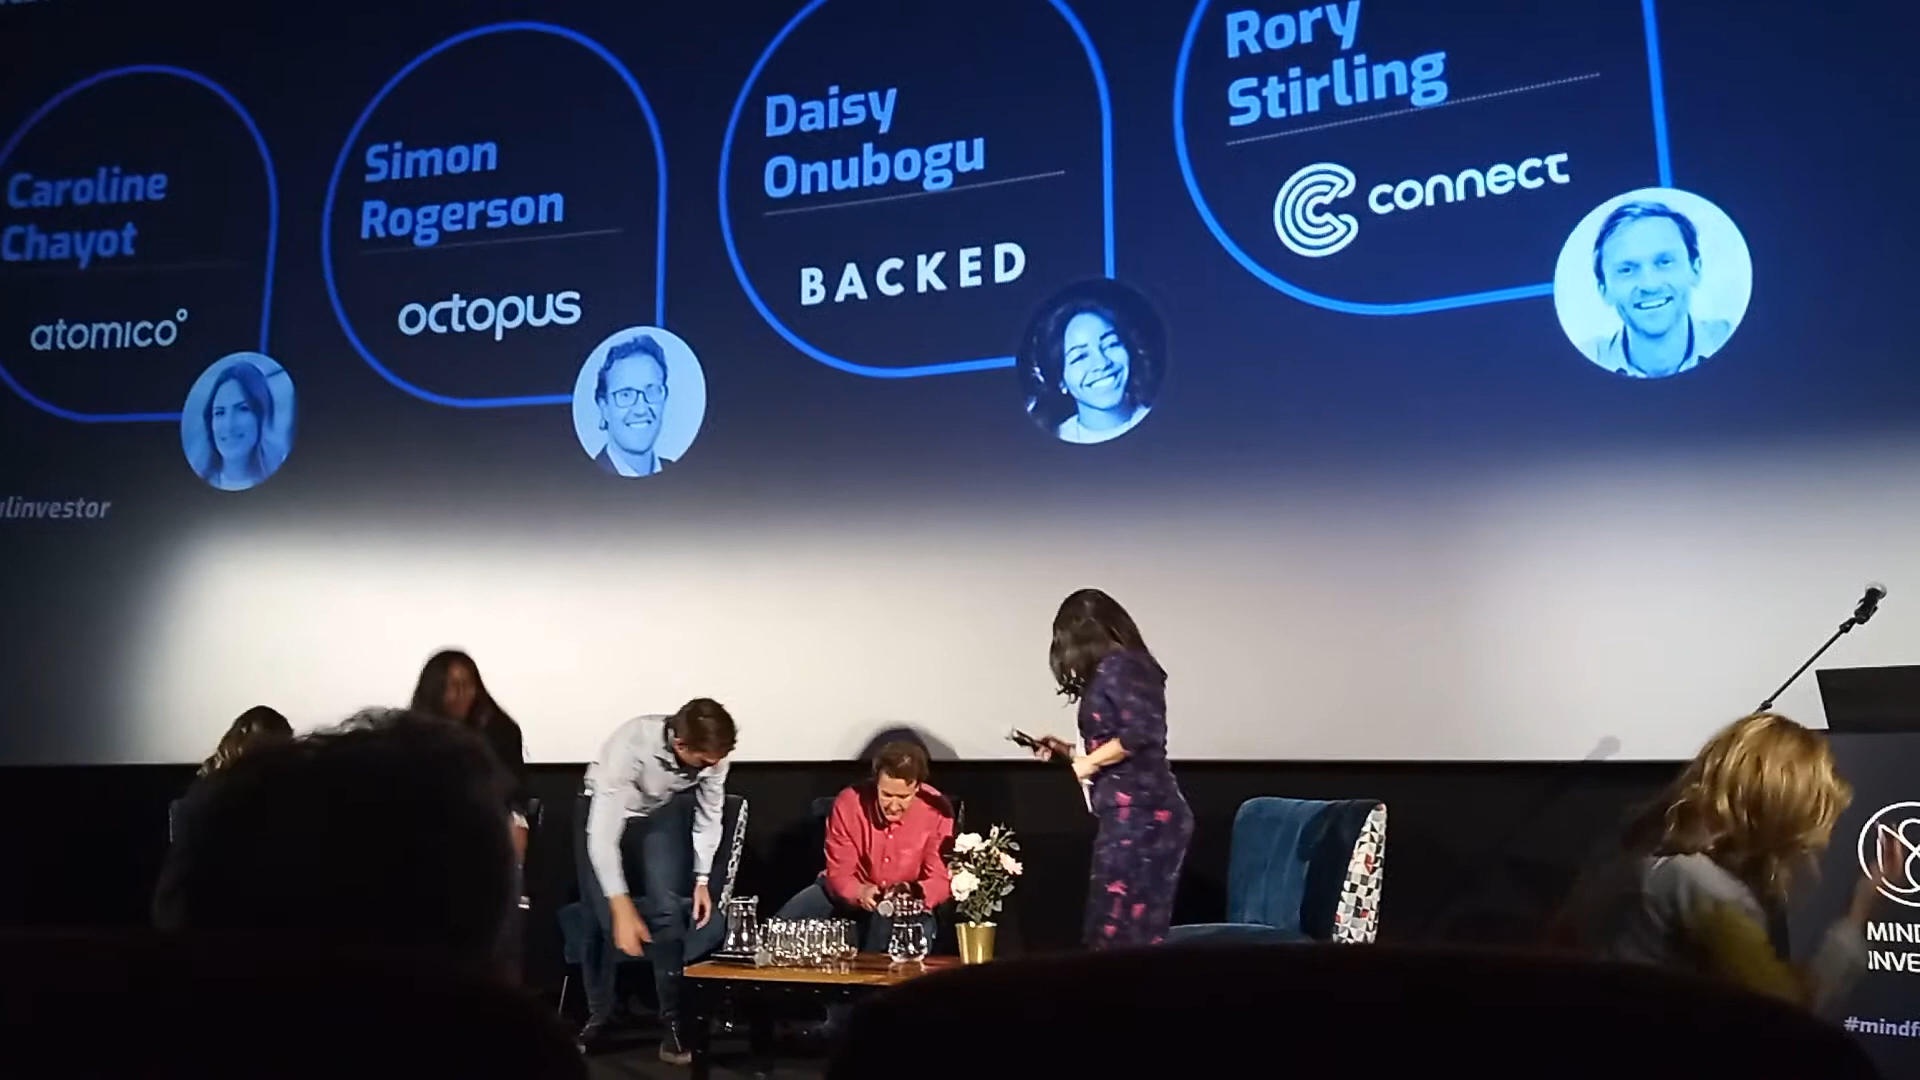 Caroline
Chayot
atomico°
Simon
Rogerson
octopus
Daisy
Onubogu
BACKED
Rory
Stirling
connect
linvestor
MIND
INVE
#mindf